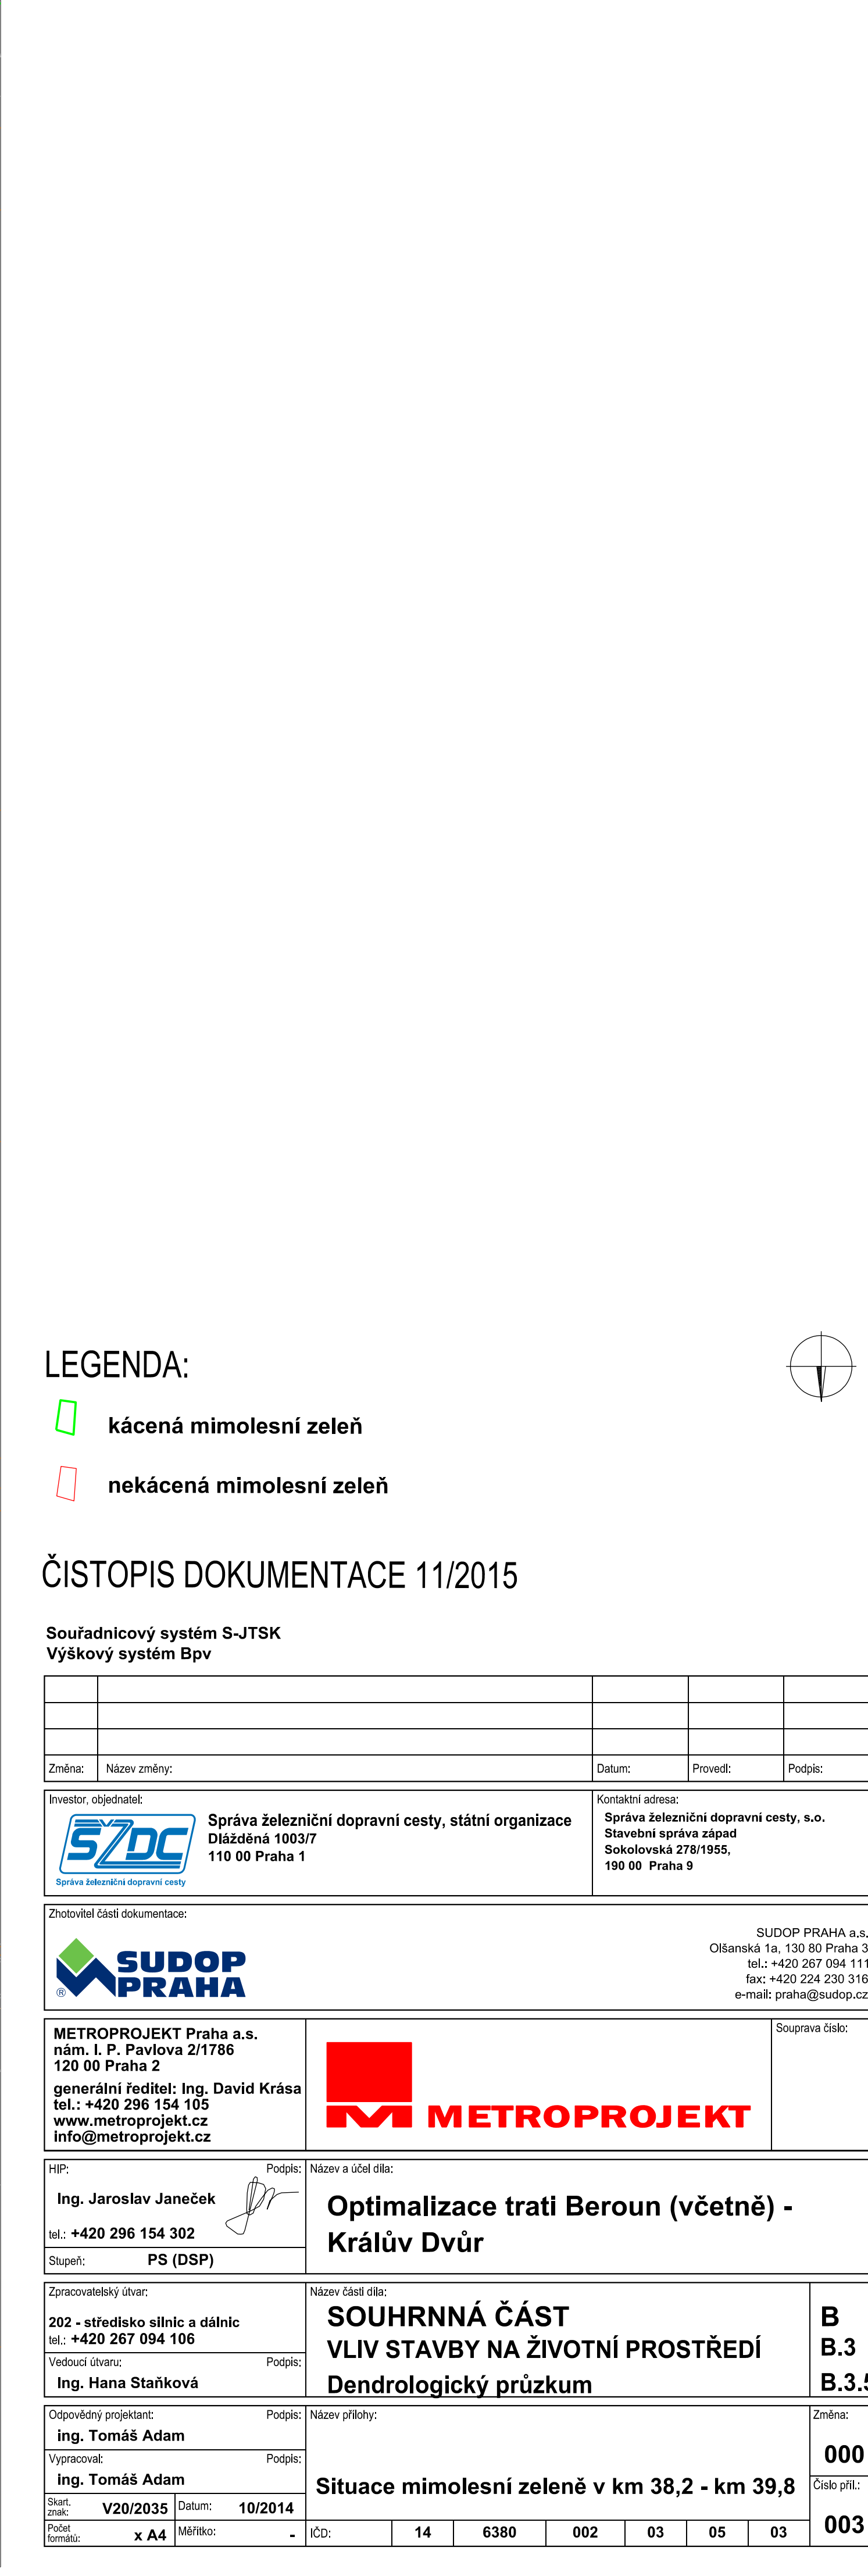 LEGENDA:
kácená mimolesní zeleň
nekácená mimolesní zeleň
ČISTOPIS DOKUMENTACE 11/2015
Souřadnicový systém S-JTSK
Výškový systém Bpv
Změna: Název změny: Datum: Provedl: Podpis:
Investor, objednatel:
ŠŽDC
Správa železniční dopravní cesty
Správa železniční dopravní cesty, státní organizace
Dlážděná 1003/7
110 00 Praha 1
Kontaktní adresa:
Správa železniční dopravní cesty, s.o.
Stavební správa západ
Sokolovská 278/1955,
190 00 Praha 9
Zhotovitel části dokumentace:
SUDOP
PRAHA
®
SUDOP PRAHA a.s.
Olšanská 1a, 130 80 Praha 3
tel.: +420 267 094 111
fax: +420 224 230 316
e-mail: praha@sudop.cz
METROPROJEKT Praha a.s.
nám. I. P. Pavlova 2/1786
120 00 Praha 2
generální ředitel: Ing. David Krása
tel.: +420 296 154 105
www.metroprojekt.cz
info@metroprojekt.cz
METROPROJEKT
Souprava číslo:
HIP: Podpis:
Ing. Jaroslav Janeček
tel.: +420 296 154 302
Stupeň: PS (DSP)
Název a účel díla:
Optimalizace trati Beroun (včetně) -
Králův Dvůr
Zpracovatelský útvar:
202 - středisko silnic a dálnic
tel.: +420 267 094 106
Vedoucí útvaru: Podpis:
Ing. Hana Staňková
Název části díla:
SOUHRNNÁ ČÁST
VLIV STAVBY NA ŽIVOTNÍ PROSTŘEDÍ
Dendrologický průzkum
B
B.3
B.3.5
Odpovědný projektant: Podpis:
ing. Tomáš Adam
Vypracoval: Podpis:
ing. Tomáš Adam
Skart. znak: V20/2035 Datum: 10/2014
Počet formátů: x A4 Měřítko: -
Název přílohy:
Situace mimolesní zeleně v km 38,2 - km 39,8
IČD: 14 6380 002 03 05 03
Změna:
000
Číslo příl.:
003